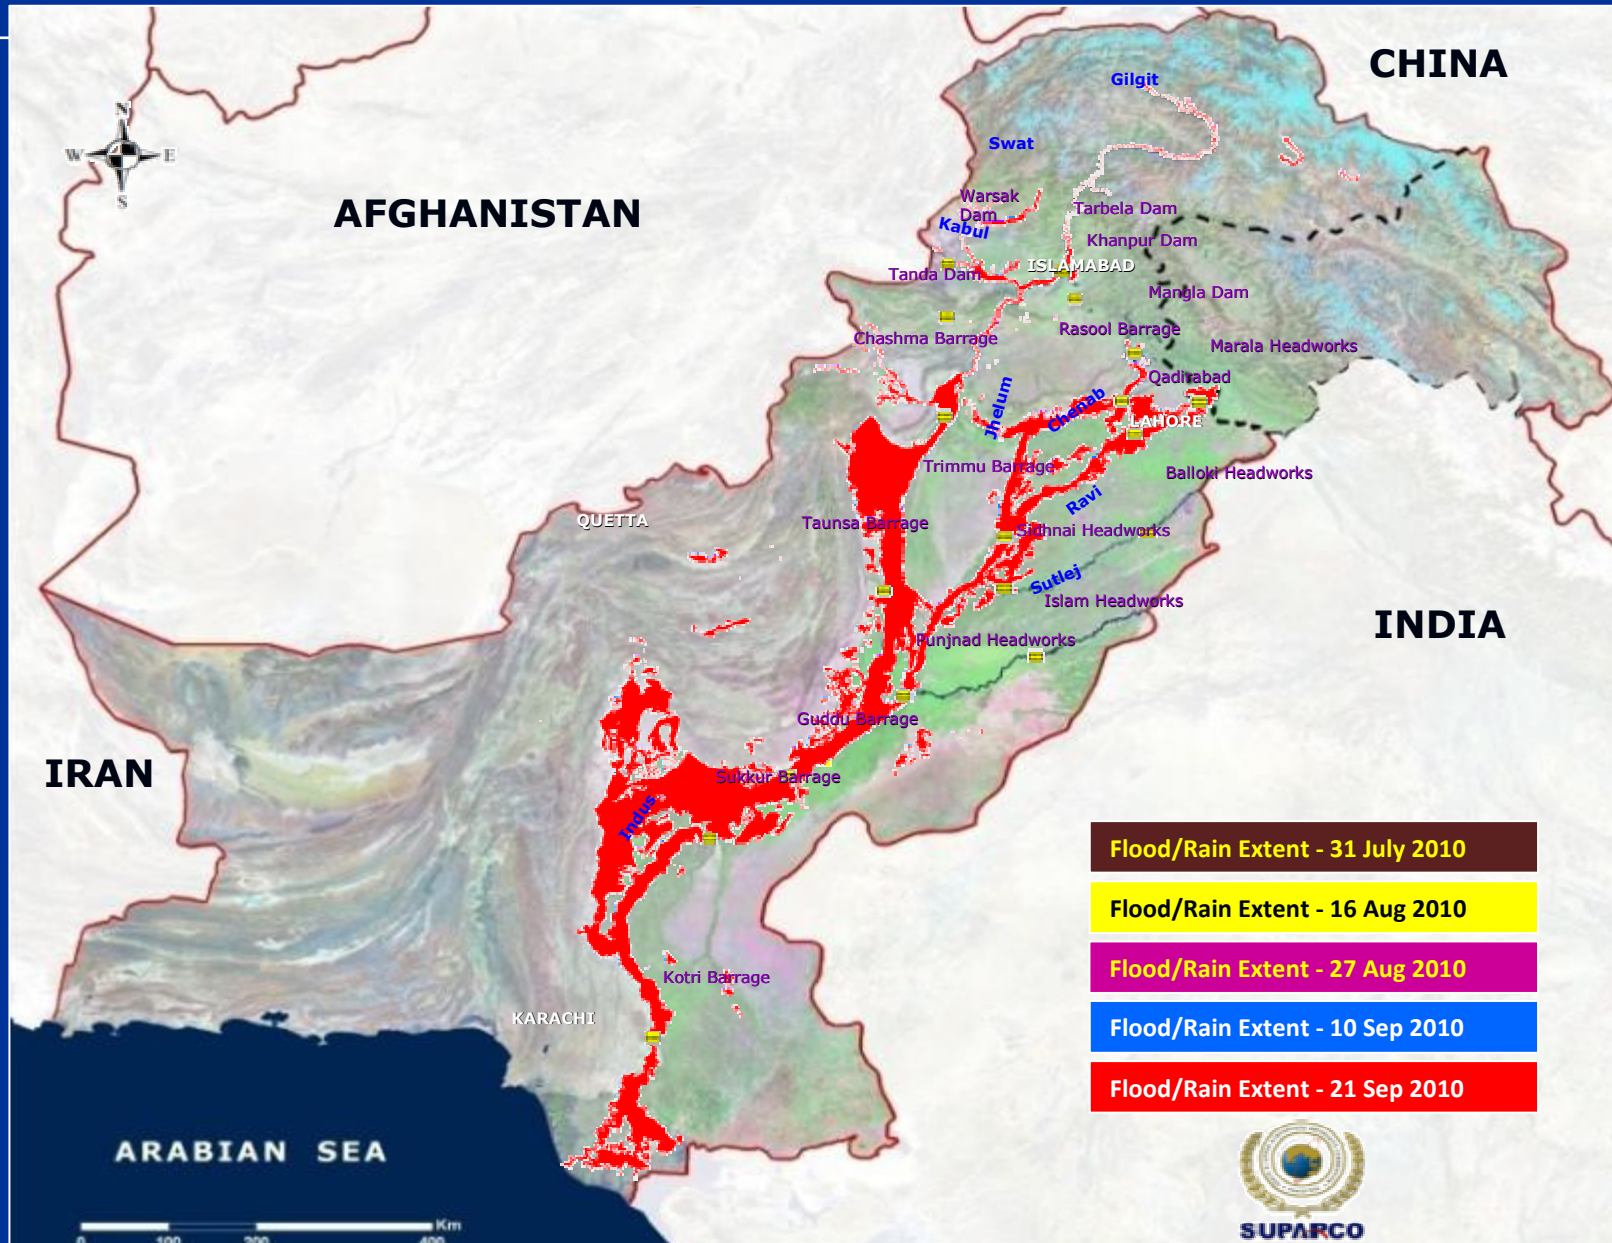 CHINA
Gilgit
N
Swat
W E
S
Warsak
Dam
AFGHANISTAN
Tarbela Dam
Kabul
Khanpur Dam
ISLAMABAD
Tanda Dam
Mangla Dam
Rasool Barrage
Chashma Barrage
Marala Headworks
Qadirabad
Jhelum
Chenab
LAHORE
Trimmu Barrage
Balloki Headworks
Ravi
QUETTA
Taunsa Barrage
Sidhnai Headworks
Sutlej
Islam Headworks
INDIA
Punjnad Headworks
Guddu Barrage
IRAN
Sukkur Barrage
Indus
Flood/Rain Extent - 31 July 2010
Flood/Rain Extent - 16 Aug 2010
Flood/Rain Extent - 27 Aug 2010
Kotri Barrage
KARACHI
Flood/Rain Extent - 10 Sep 2010
Flood/Rain Extent - 21 Sep 2010
ARABIAN SEA
Km
0 100 200 400
SUPARCO